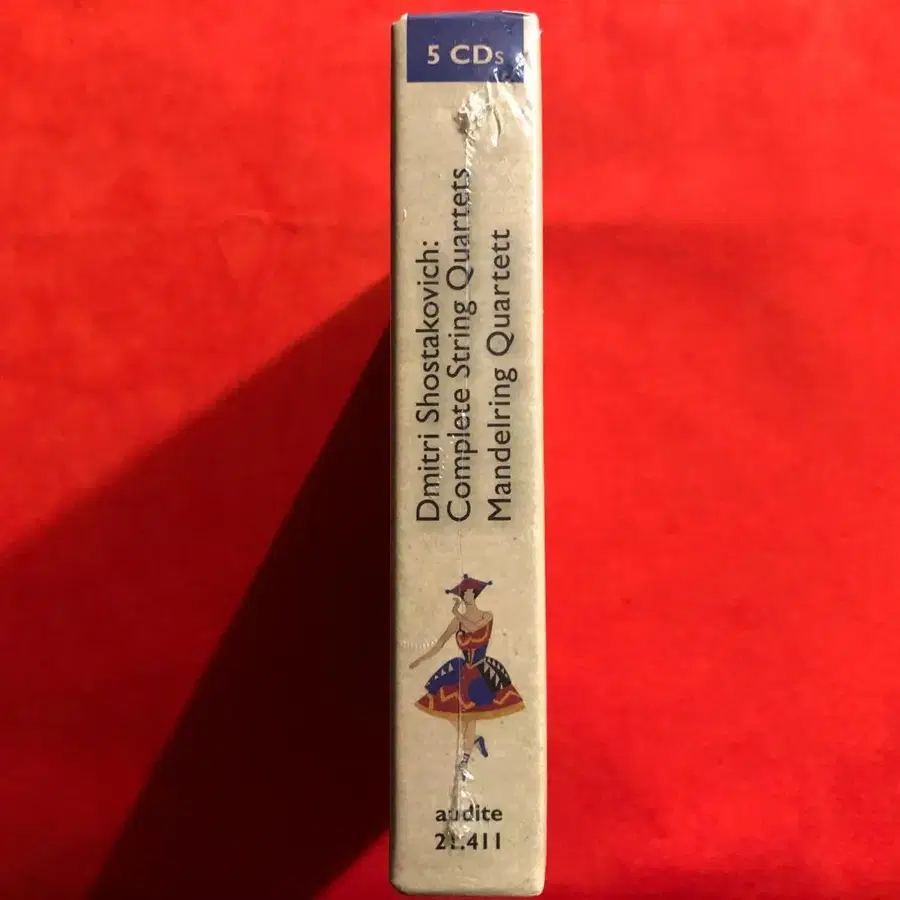 5 CDs
Dmitri Shostakovich:
Complete String Quartets
Mandelring Quartett
audite
21.411